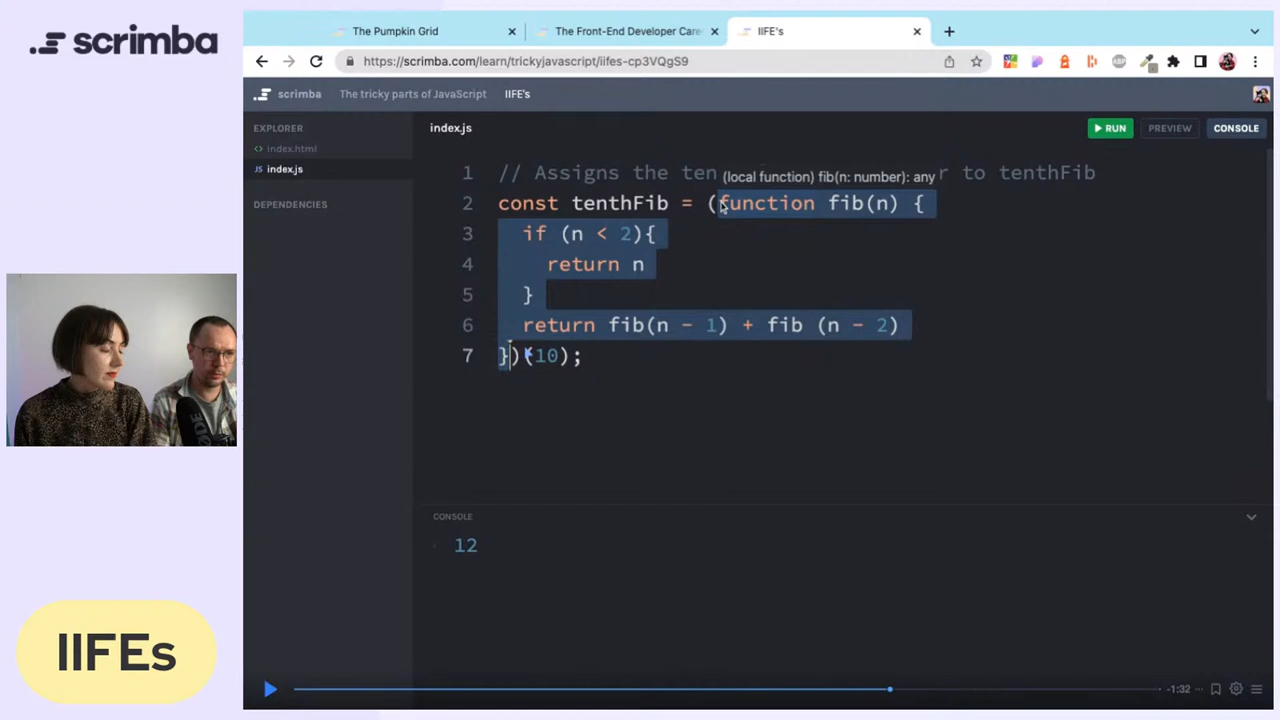 scrimba
The Pumpkin Grid
The Front-End Developer Care
IIFE's
https://scrimba.com/learn/trickyjavascript/iifes-cp3VQgS9
scrimba The tricky parts of JavaScript IIFE's
EXPLORER
index.html
JS index.js
DEPENDENCIES
index.js
RUN PREVIEW CONSOLE
(local function) fib(n: number): any
1 // Assigns the ten r to tenthFib
2 const tenthFib = (function fib(n) {
3 if (n < 2){
4 return n
5 }
6 return fib(n - 1) + fib (n - 2)
7 })(10);
CONSOLE
12
-1:32
IIFEs